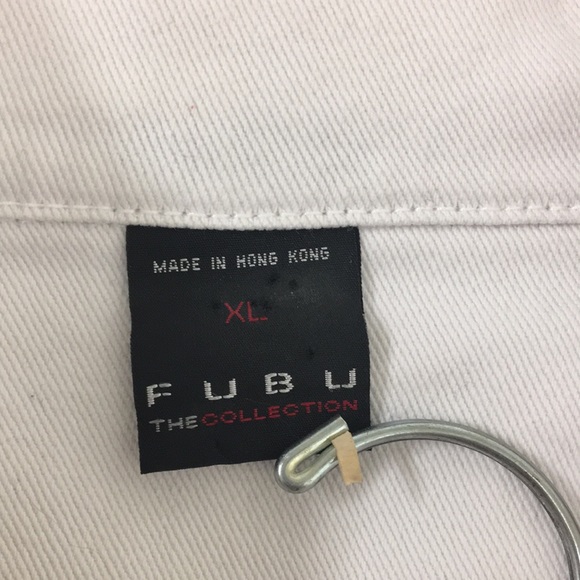 MADE IN HONG KONG
XL
FUBU
THE COLLECTION